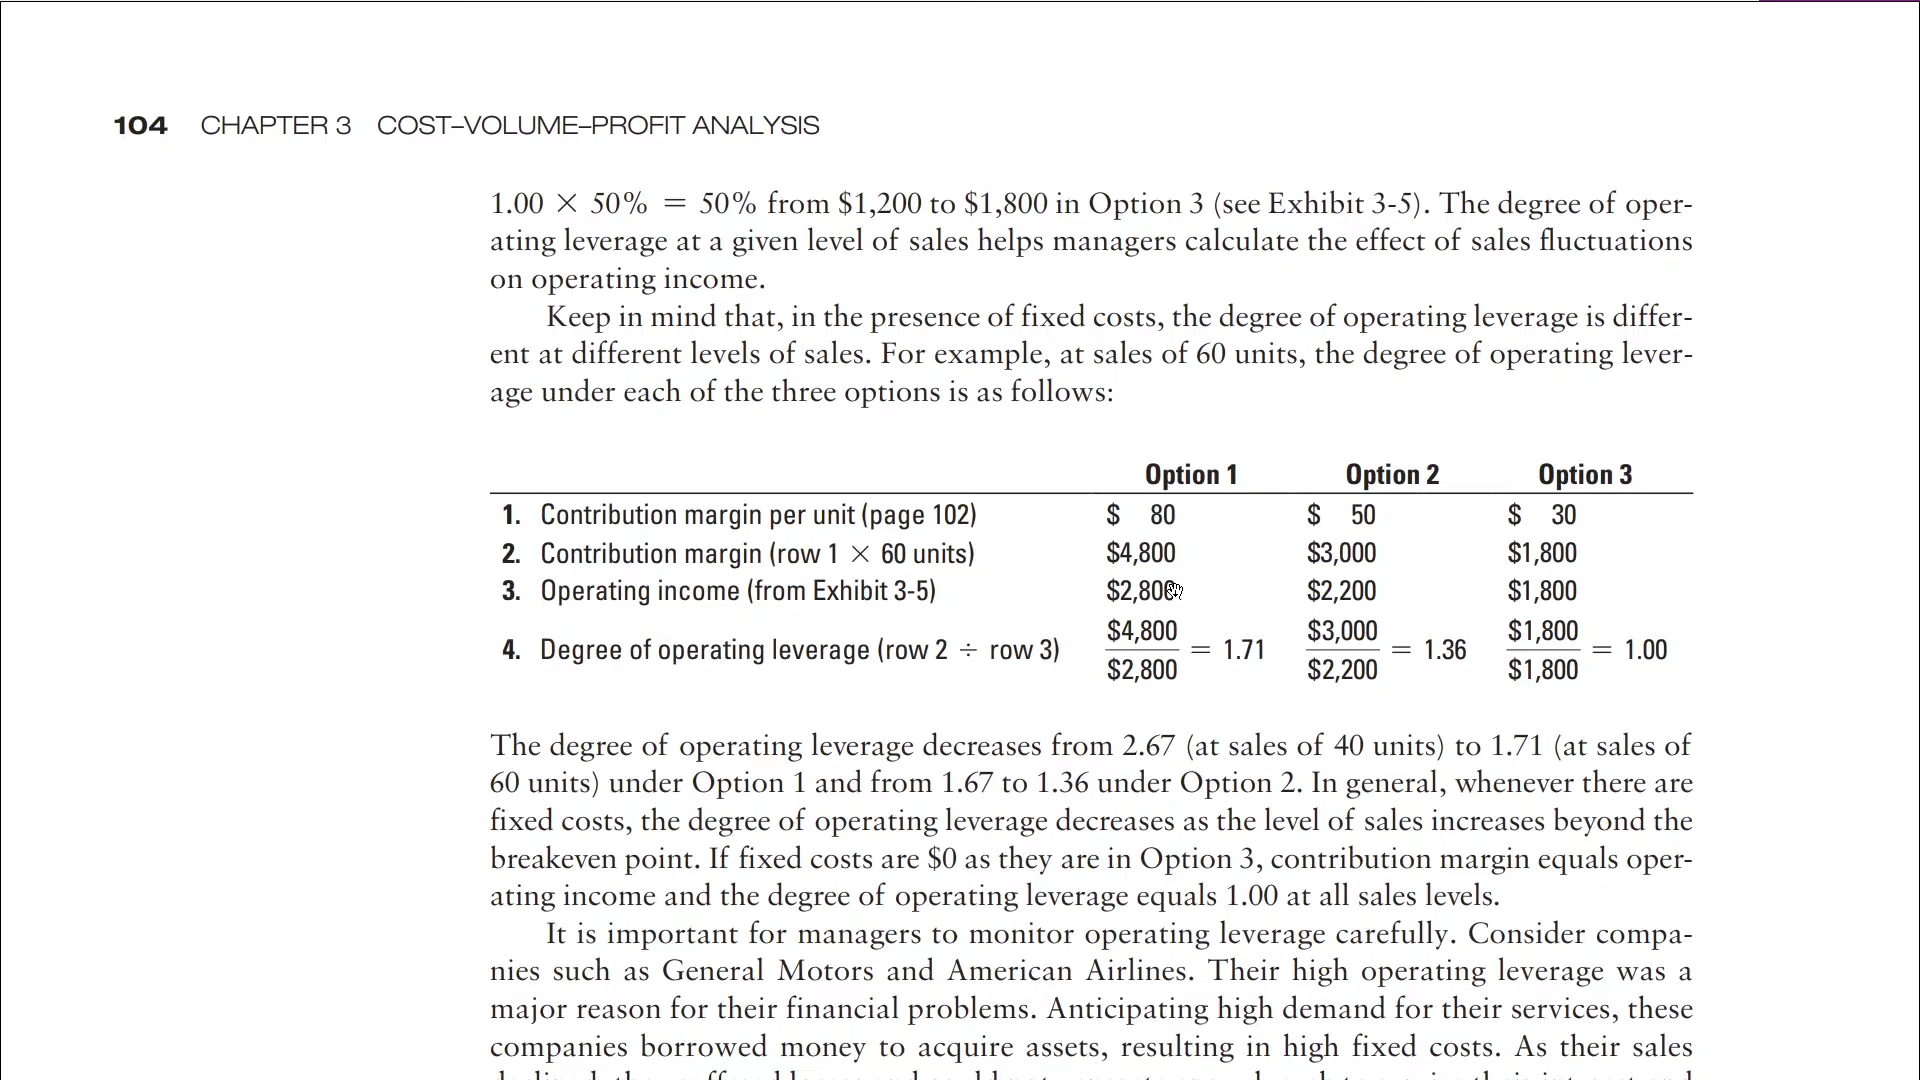 104 CHAPTER 3 COST–VOLUME–PROFIT ANALYSIS
1.00 × 50% = 50% from $1,200 to $1,800 in Option 3 (see Exhibit 3-5). The degree of oper-
ating leverage at a given level of sales helps managers calculate the effect of sales fluctuations
on operating income.
Keep in mind that, in the presence of fixed costs, the degree of operating leverage is differ-
ent at different levels of sales. For example, at sales of 60 units, the degree of operating lever-
age under each of the three options is as follows:
Option 1 Option 2 Option 3
1. Contribution margin per unit (page 102) $ 80 $ 50 $ 30
2. Contribution margin (row 1 × 60 units) $4,800 $3,000 $1,800
3. Operating income (from Exhibit 3-5) $2,800 $2,200 $1,800
$4,800 $3,000 $1,800
4. Degree of operating leverage (row 2 ÷ row 3) = 1.71 = 1.36 = 1.00
$2,800 $2,200 $1,800
The degree of operating leverage decreases from 2.67 (at sales of 40 units) to 1.71 (at sales of
60 units) under Option 1 and from 1.67 to 1.36 under Option 2. In general, whenever there are
fixed costs, the degree of operating leverage decreases as the level of sales increases beyond the
breakeven point. If fixed costs are $0 as they are in Option 3, contribution margin equals oper-
ating income and the degree of operating leverage equals 1.00 at all sales levels.
It is important for managers to monitor operating leverage carefully. Consider compa-
nies such as General Motors and American Airlines. Their high operating leverage was a
major reason for their financial problems. Anticipating high demand for their services, these
companies borrowed money to acquire assets, resulting in high fixed costs. As their sales